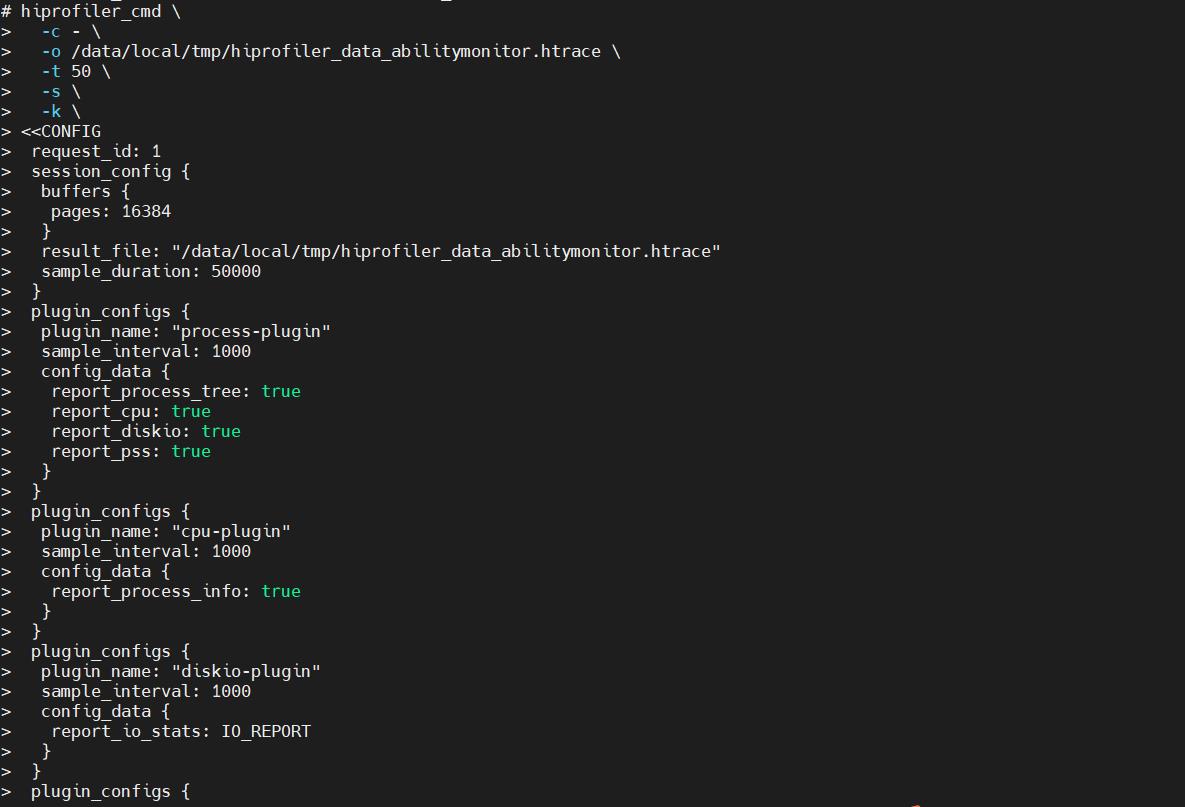 # hiprofiler_cmd \
>   -c - \
>   -o /data/local/tmp/hiprofiler_data_abilitymonitor.htrace \
>   -t 50 \
>   -s \
>   -k \
> <<CONFIG
>  request_id: 1
>  session_config {
>   buffers {
>    pages: 16384
>   }
>   result_file: "/data/local/tmp/hiprofiler_data_abilitymonitor.htrace"
>   sample_duration: 50000
>  }
>  plugin_configs {
>   plugin_name: "process-plugin"
>   sample_interval: 1000
>   config_data {
>    report_process_tree: true
>    report_cpu: true
>    report_diskio: true
>    report_pss: true
>   }
>  }
>  plugin_configs {
>   plugin_name: "cpu-plugin"
>   sample_interval: 1000
>   config_data {
>    report_process_info: true
>   }
>  }
>  plugin_configs {
>   plugin_name: "diskio-plugin"
>   sample_interval: 1000
>   config_data {
>    report_io_stats: IO_REPORT
>   }
>  }
>  plugin_configs {